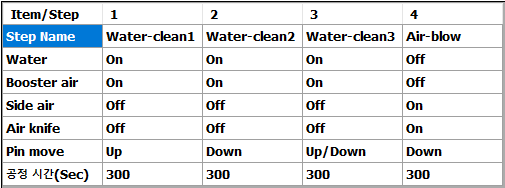 Item/Step 1 2 3 4
Step Name Water-clean1 Water-clean2 Water-clean3 Air-blow
Water On On On Off
Booster air On On On Off
Side air Off Off Off On
Air knife Off Off Off On
Pin move Up Down Up/Down Down
공정 시간(Sec) 300 300 300 300